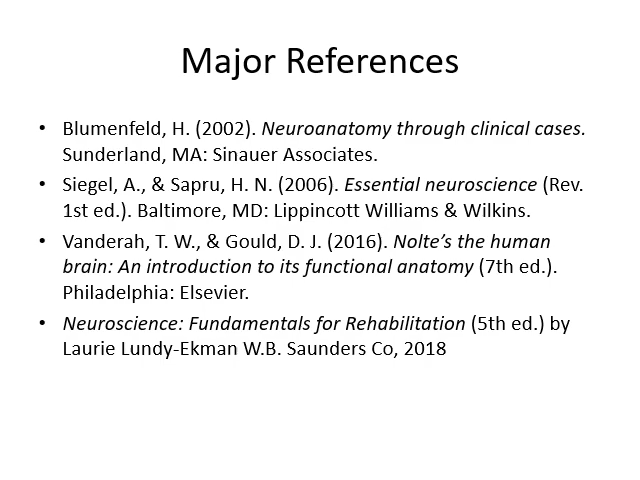 Major References
• Blumenfeld, H. (2002). Neuroanatomy through clinical cases.
Sunderland, MA: Sinauer Associates.
• Siegel, A., & Sapru, H. N. (2006). Essential neuroscience (Rev.
1st ed.). Baltimore, MD: Lippincott Williams & Wilkins.
• Vanderah, T. W., & Gould, D. J. (2016). Nolte’s the human
brain: An introduction to its functional anatomy (7th ed.).
Philadelphia: Elsevier.
• Neuroscience: Fundamentals for Rehabilitation (5th ed.) by
Laurie Lundy-Ekman W.B. Saunders Co, 2018